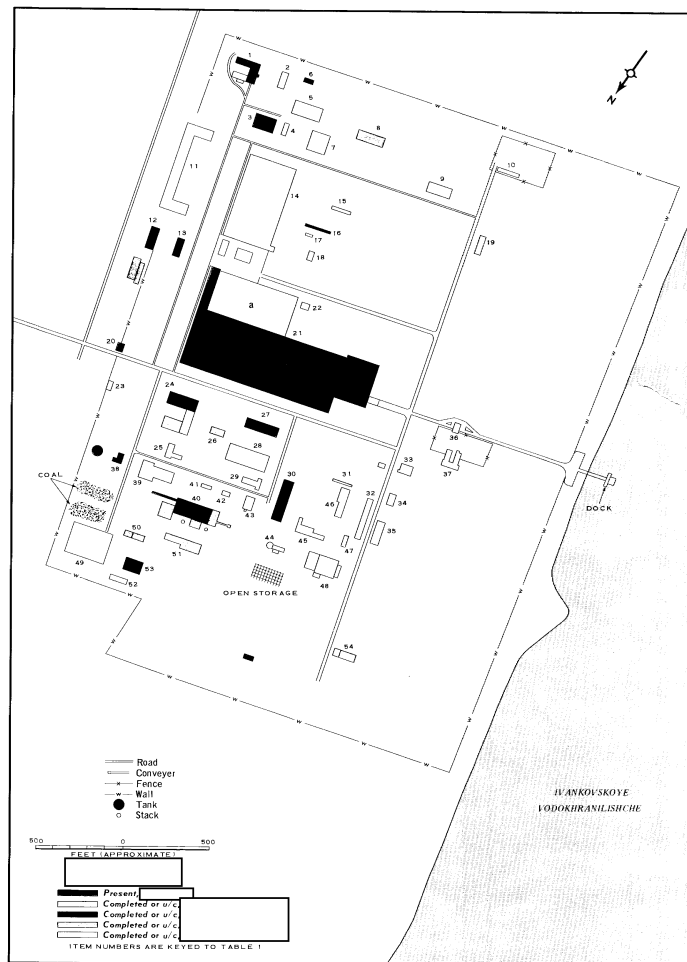 1
2
6
N
5
3
4
7
8
10
11
9
14
15
12
13
16
17
19
18
a
22
21
20
23
24
27
26
36
25
28
33
37
38
29
30
31
COAL
39
41
40
42
43
46
32
34
DOCK
50
44
45
47
35
51
48
49
53
52
OPEN STORAGE
54
Road
Conveyer
Fence
Wall
Tank
Stack
IVANKOVSKOYE
VODOKHRANILISHCHE
500 0 500
FEET (APPROXIMATE)
Present,
Completed or u/c,
Completed or u/c,
Completed or u/c,
Completed or u/c,
ITEM NUMBERS ARE KEYED TO TABLE 1